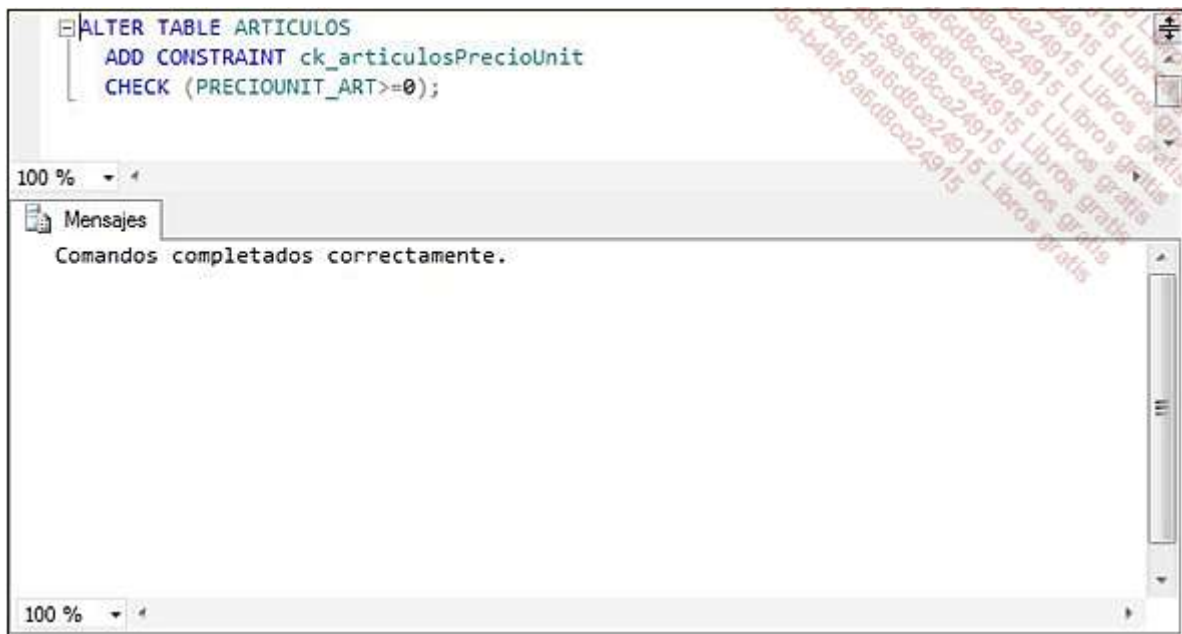 ALTER TABLE ARTICULOS
ADD CONSTRAINT ck_articulosPrecioUnit
CHECK (PRECIOUNIT_ART>=0);
100 %
Mensajes
Comandos completados correctamente.
100 %